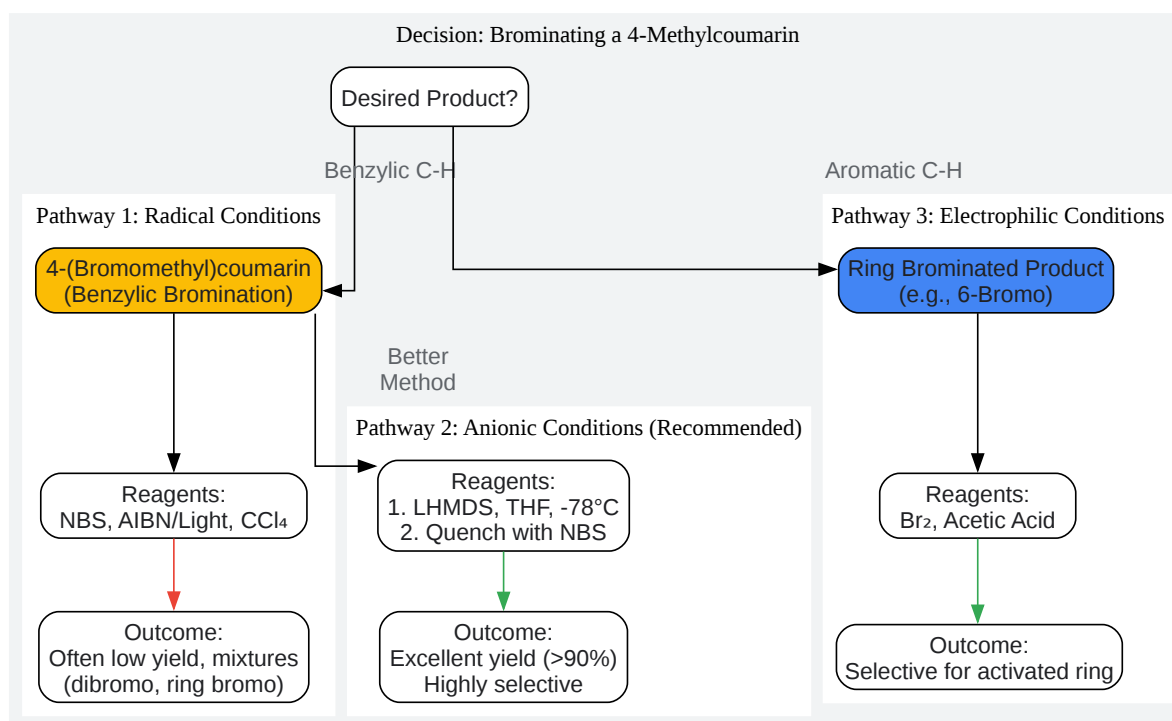 Decision: Brominating a 4-Methylcoumarin
Desired Product?
Benzylic C-H
Aromatic C-H
Pathway 1: Radical Conditions
4-(Bromomethyl)coumarin
(Benzylic Bromination)
Reagents:
NBS, AIBN/Light, CCl₄
Outcome:
Often low yield, mixtures
(dibromo, ring bromo)
Better
Method
Pathway 2: Anionic Conditions (Recommended)
Reagents:
1. LHMDS, THF, -78°C
2. Quench with NBS
Outcome:
Excellent yield (>90%)
Highly selective
Pathway 3: Electrophilic Conditions
Ring Brominated Product
(e.g., 6-Bromo)
Reagents:
Br₂, Acetic Acid
Outcome:
Selective for activated ring